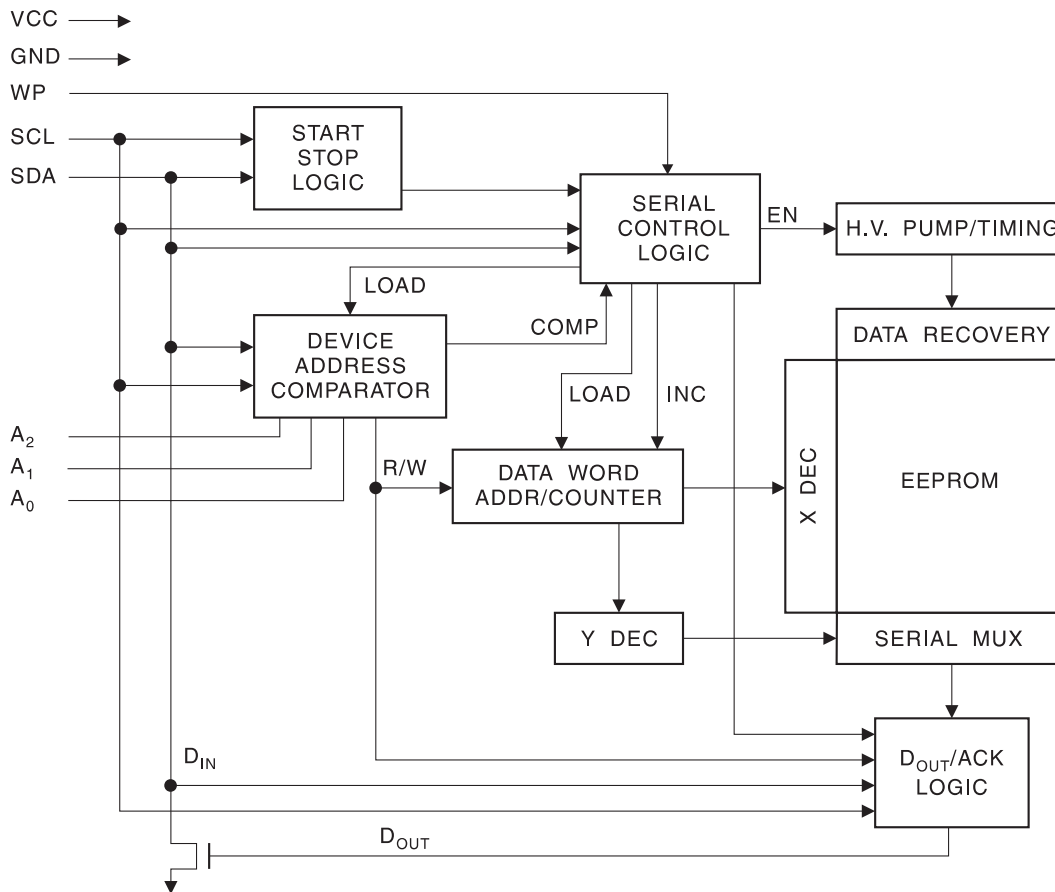 VCC
GND
WP
SCL
SDA
START
STOP
LOGIC
SERIAL
CONTROL
LOGIC
EN
H.V. PUMP/TIMING
LOAD
COMP
DEVICE
ADDRESS
COMPARATOR
DATA RECOVERY
LOAD
INC
A2
A1
A0
R/W
DATA WORD
ADDR/COUNTER
X DEC
EEPROM
Y DEC
SERIAL MUX
DIN
DOUT/ACK
LOGIC
DOUT